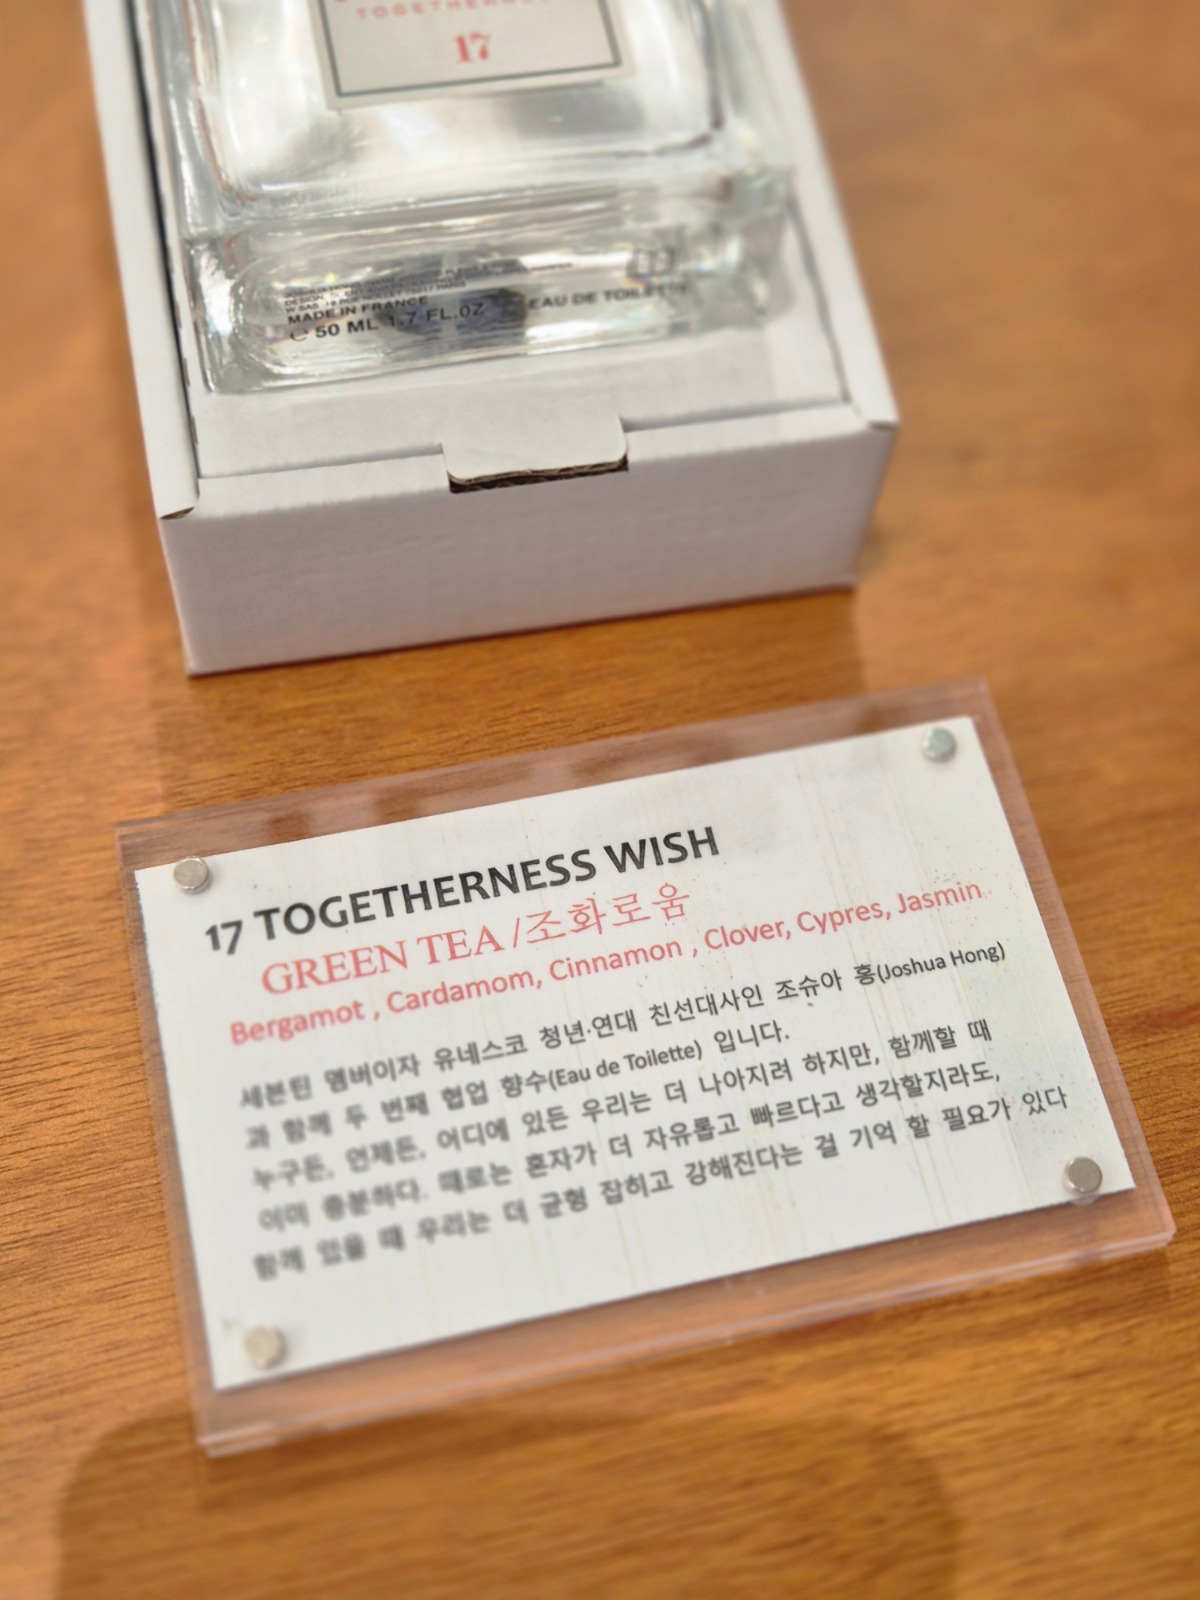 TOGETHERNESS
17
MADE IN FRANCE
℮ 50 ML 1.7 FL.OZ
EAU DE TOILETTE
17 TOGETHERNESS WISH
GREEN TEA /조화로움
Bergamot , Cardamom, Cinnamon , Clover, Cypres, Jasmin
세븐틴 멤버이자 유네스코 청년·연대 친선대사인 조슈아 홍(Joshua Hong)
과 함께 두 번째 협업 향수(Eau de Toilette) 입니다.
누구든, 언제든, 어디에 있든 우리는 더 나아지려 하지만, 함께할 때
이미 충분하다. 때로는 혼자가 더 자유롭고 빠르다고 생각할지라도,
함께 있을 때 우리는 더 균형 잡히고 강해진다는 걸 기억 할 필요가 있다